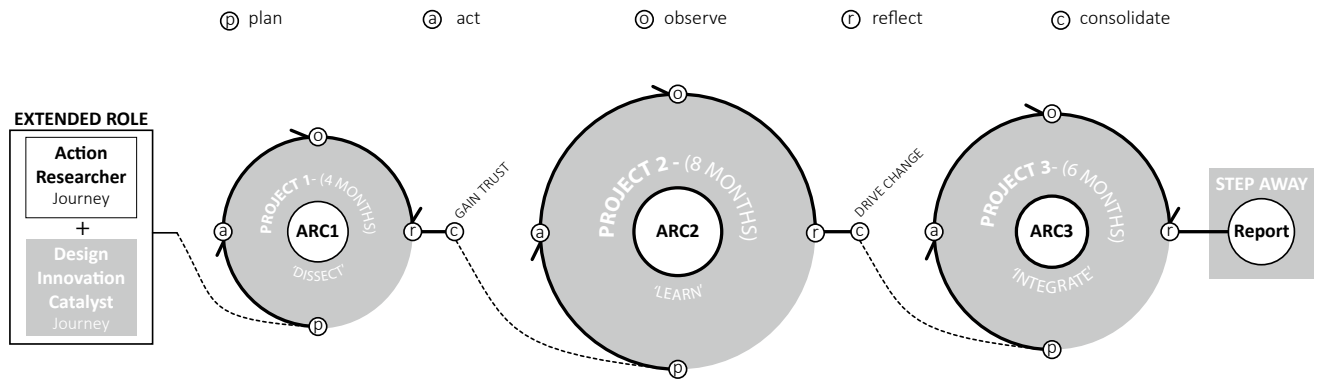 p plan
a act
o observe
r reflect
c consolidate
EXTENDED ROLE
Action
Researcher
Journey
+
Design
Innovation
Catalyst
Journey
PROJECT 1- (4 MONTHS)
ARC1
'DISSECT'
a
o
r
p
c
GAIN TRUST
PROJECT 2 - (8 MONTHS)
ARC2
'LEARN'
a
o
r
p
c
DRIVE CHANGE
PROJECT 3- (6 MONTHS)
ARC3
'INTEGRATE'
a
o
r
p
STEP AWAY
Report